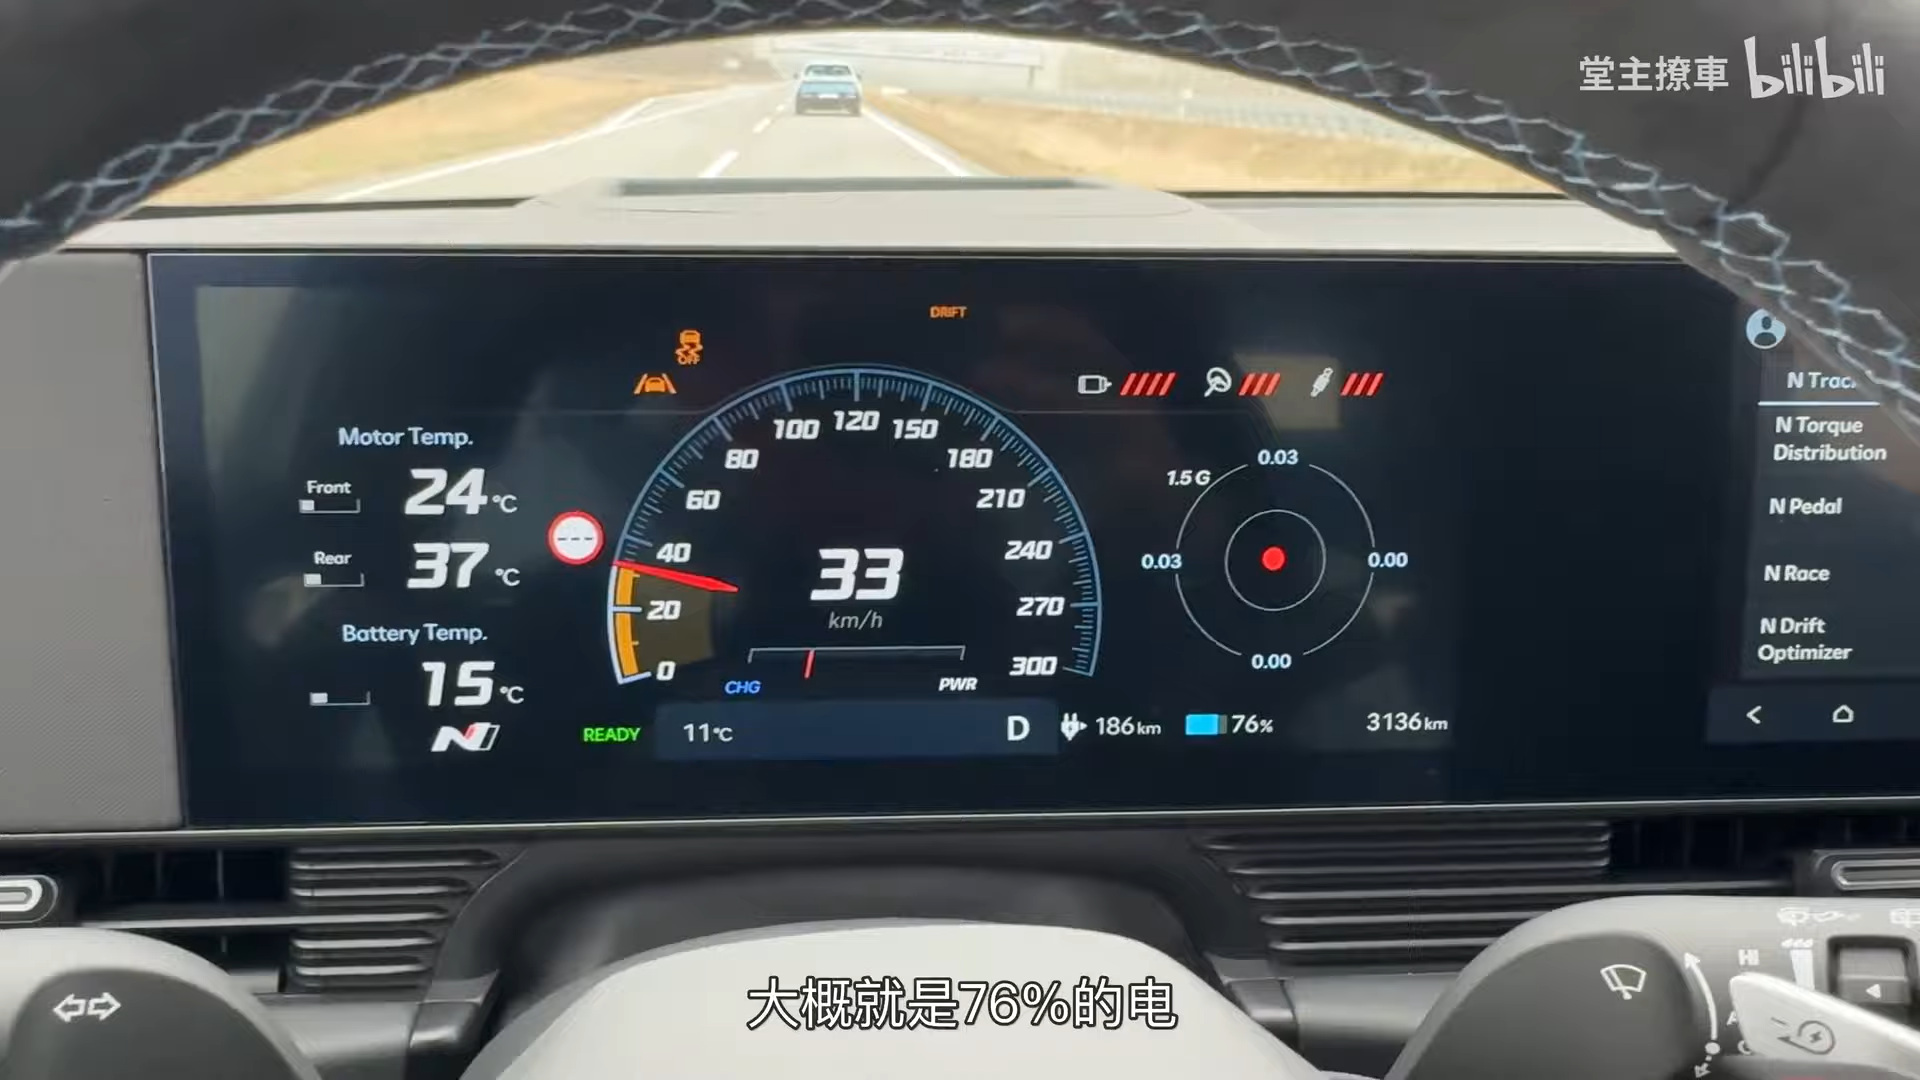 堂主撩車 bilibili
DRIFT
OFF
Motor Temp.
Front 24°C
Rear 37°C
Battery Temp.
15°C
N
0
20
40
60
80
100
120
150
180
210
240
270
300
33
km/h
CHG
PWR
READY
11°C
D
186km
76%
3136km
1.5 G
0.03
0.03
0.00
0.00
N Trac
N Torque
Distribution
N Pedal
N Race
N Drift
Optimizer
HI
大概就是76%的电